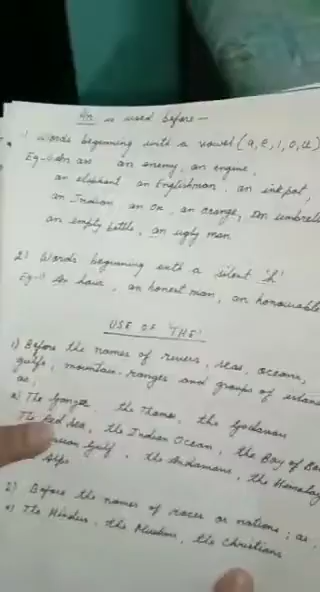 An is used before —
1) Words beginning with a vowel (a, e, i, o, u)
Eg - an axe an enemy, an engine,
an elephant an Englishman, an ink pot,
an Indian an Ox, an orange, an umbrella
an empty bottle, an ugly man
2) Words beginning with a silent 'h'
Eg - An hour, an honest man, an honourable
USE OF 'THE'
1) Before the names of rivers, seas, oceans,
gulfs, mountain-ranges and groups of islands
as,
a) The Ganges, the Thames, the Godavari
The Red Sea, the Indian Ocean, the Bay of
Gulf, the Andamans, the
Alps
2) Before the names of races or nations; as,
a) The Hindus, the Muslims, the Christians